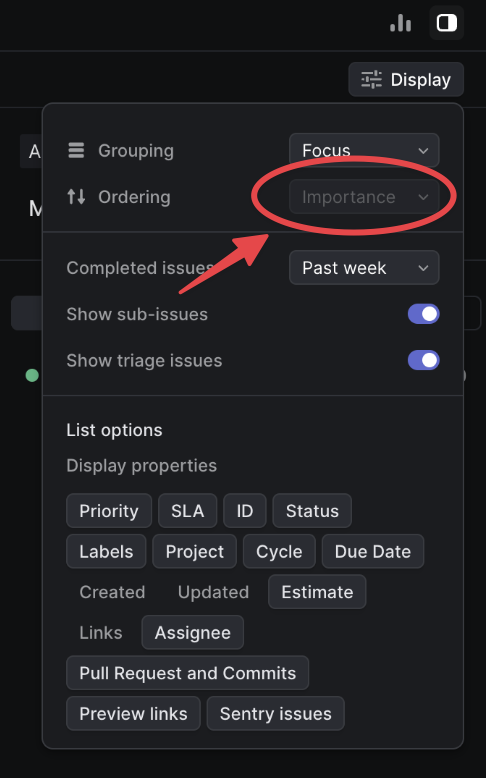 Display
A
Grouping Focus
M
Ordering Importance
Completed issues Past week
Show sub-issues
Show triage issues
List options
Display properties
Priority SLA ID Status
Labels Project Cycle Due Date
Created Updated Estimate
Links Assignee
Pull Request and Commits
Preview links Sentry issues